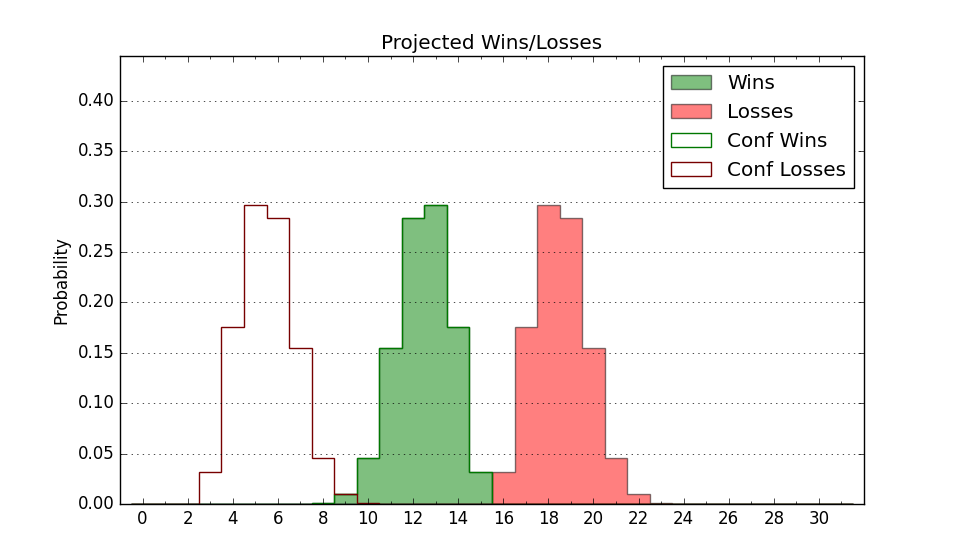 Projected Wins/Losses
Wins
Losses
Conf Wins
Conf Losses
Probability
0.40
0.35
0.30
0.25
0.20
0.15
0.10
0.05
0.00
0 2 4 6 8 10 12 14 16 18 20 22 24 26 28 30